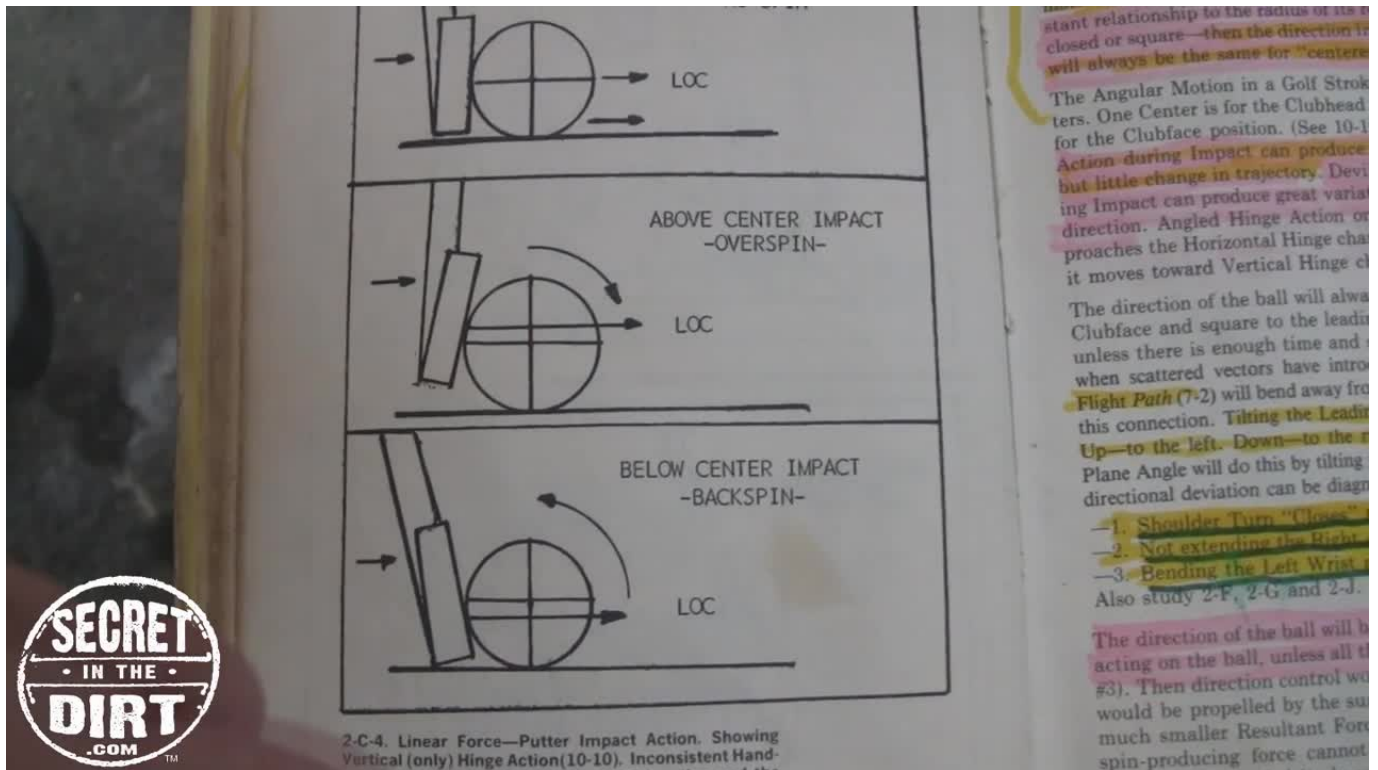 LOC
ABOVE CENTER IMPACT
-OVERSPIN-
LOC
BELOW CENTER IMPACT
-BACKSPIN-
LOC
2-C-4. Linear Force—Putter Impact Action. Showing
Vertical (only) Hinge Action(10-10). Inconsistent Hand-
stant relationship to the radius of its
closed or square—then the direction
will always be the same for "centere
The Angular Motion in a Golf Strok
ters. One Center is for the Clubhead
for the Clubface position. (See 10-1
Action during Impact can produce
but little change in trajectory. Devi
ing Impact can produce great varia
direction. Angled Hinge Action or
proaches the Horizontal Hinge cha
it moves toward Vertical Hinge c
The direction of the ball will alwa
Clubface and square to the leadi
unless there is enough time and
when scattered vectors have intro
Flight Path (7-2) will bend away fro
this connection. Tilting the Leadin
Up—to the left. Down—to the r
Plane Angle will do this by tilting
directional deviation can be diagn
—1. Shoulder Turn "Closes"
—2. Not extending the Right
—3. Bending the Left Wrist
Also study 2-F, 2-G and 2-J.
The direction of the ball will b
acting on the ball, unless all t
#3). Then direction control wo
would be propelled by the su
much smaller Resultant Forc
spin-producing force cannot
SECRET
· IN THE ·
DIRT
.COM
TM